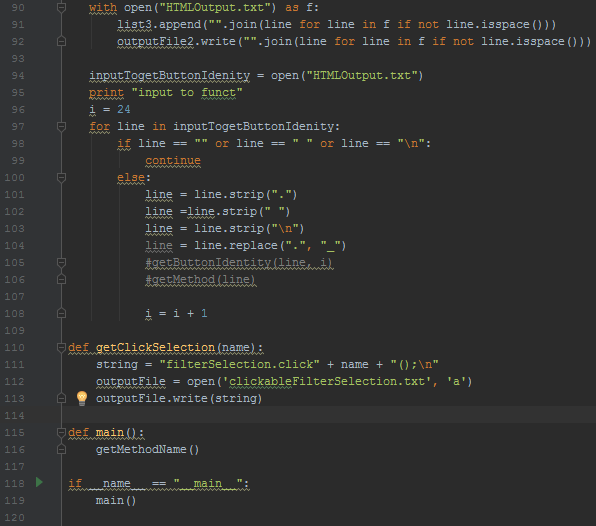 90 with open("HTMLOutput.txt") as f:
91 list3.append("".join(line for line in f if not line.isspace()))
92 outputFile2.write("".join(line for line in f if not line.isspace()))
93
94 inputTogetButtonIdenity = open("HTMLOutput.txt")
95 print "input to funct"
96 i = 24
97 for line in inputTogetButtonIdenity:
98 if line == "" or line == " " or line == "\n":
99 continue
100 else:
101 line = line.strip(".")
102 line =line.strip(" ")
103 line = line.strip("\n")
104 line = line.replace(".", "_")
105 #getButtonIdentity(line, i)
106 #getMethod(line)
107
108 i = i + 1
109
110 def getClickSelection(name):
111 string = "filterSelection.click" + name + "();\n"
112 outputFile = open('clickableFilterSelection.txt', 'a')
113 outputFile.write(string)
114
115 def main():
116 getMethodName()
117
118 if __name__ == "__main__":
119 main()
120